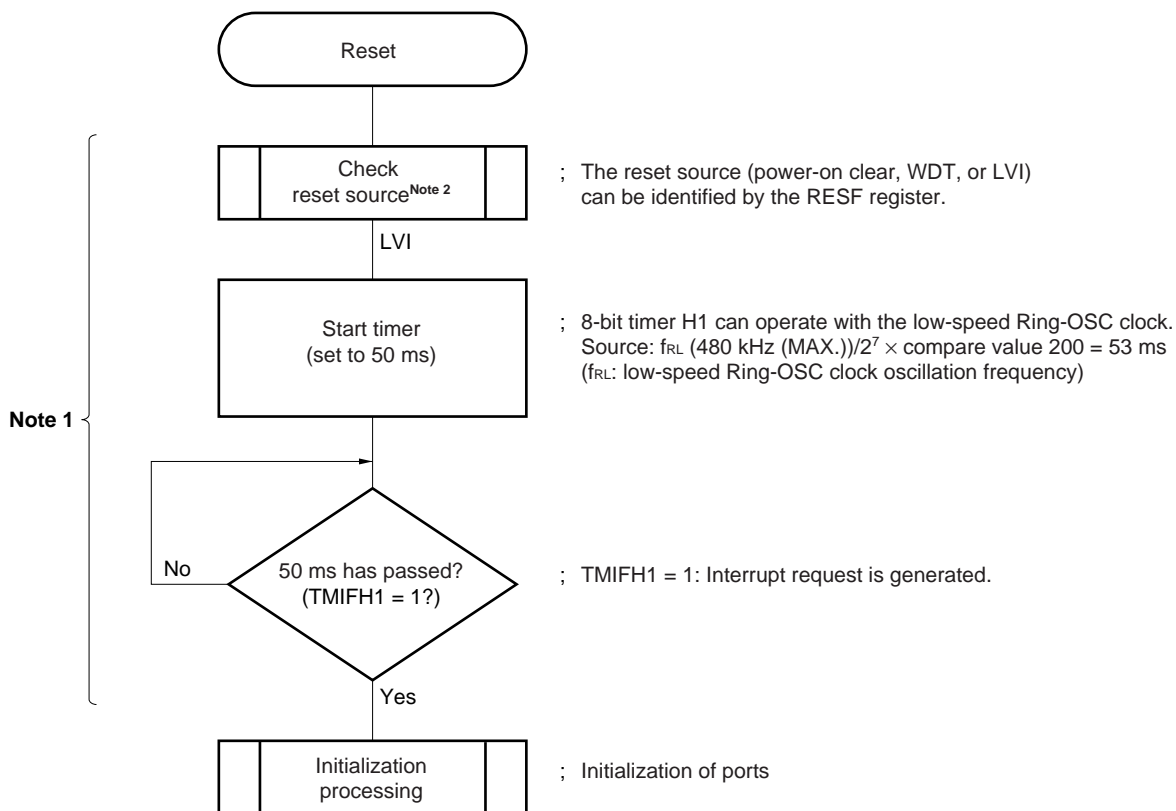 Reset
Check
reset source^Note 2
; The reset source (power-on clear, WDT, or LVI)
can be identified by the RESF register.
LVI
Start timer
(set to 50 ms)
; 8-bit timer H1 can operate with the low-speed Ring-OSC clock.
Source: fRL (480 kHz (MAX.))/2⁷ × compare value 200 = 53 ms
(fRL: low-speed Ring-OSC clock oscillation frequency)
Note 1
No
50 ms has passed?
(TMIFH1 = 1?)
; TMIFH1 = 1: Interrupt request is generated.
Yes
Initialization
processing
; Initialization of ports